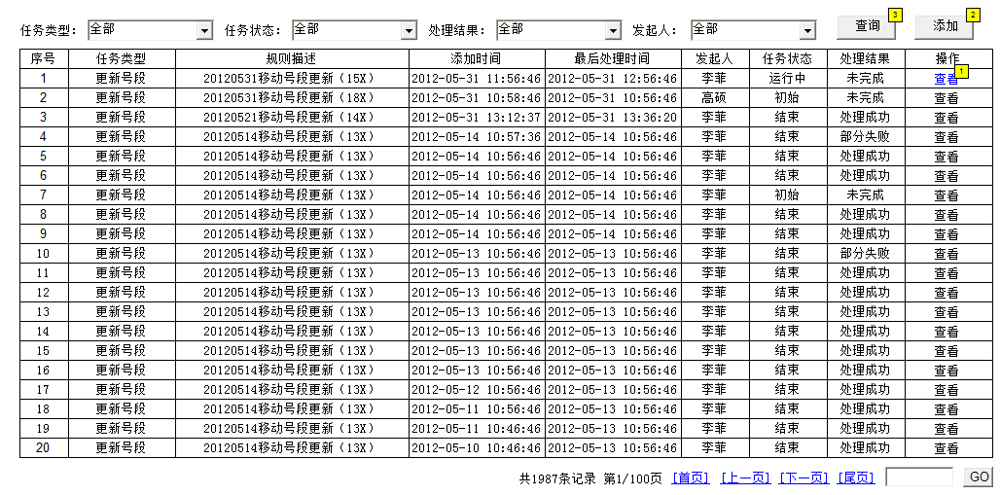 任务类型： 全部 任务状态： 全部 处理结果： 全部 发起人： 全部 查询 3 添加 2
序号 任务类型 规则描述 添加时间 最后处理时间 发起人 任务状态 处理结果 操作
1 更新号段 20120531移动号段更新（15X） 2012-05-31 11:56:46 2012-05-31 12:56:46 李菲 运行中 未完成 查看 1
2 更新号段 20120531移动号段更新（18X） 2012-05-31 10:58:46 2012-05-31 10:56:46 高硕 初始 未完成 查看
3 更新号段 20120521移动号段更新（14X） 2012-05-31 13:12:37 2012-05-31 13:36:20 李菲 结束 处理成功 查看
4 更新号段 20120514移动号段更新（13X） 2012-05-14 10:57:36 2012-05-14 10:56:46 李菲 结束 部分失败 查看
5 更新号段 20120514移动号段更新（13X） 2012-05-14 10:56:46 2012-05-14 10:56:46 李菲 结束 处理成功 查看
6 更新号段 20120514移动号段更新（13X） 2012-05-14 10:56:46 2012-05-14 10:56:46 李菲 结束 处理成功 查看
7 更新号段 20120514移动号段更新（13X） 2012-05-14 10:56:46 2012-05-14 10:56:46 李菲 初始 未完成 查看
8 更新号段 20120514移动号段更新（13X） 2012-05-14 10:56:46 2012-05-14 10:56:46 李菲 结束 处理成功 查看
9 更新号段 20120514移动号段更新（13X） 2012-05-14 10:56:46 2012-05-14 10:56:46 李菲 结束 处理成功 查看
10 更新号段 20120514移动号段更新（13X） 2012-05-13 10:56:46 2012-05-13 10:56:46 李菲 结束 部分失败 查看
11 更新号段 20120514移动号段更新（13X） 2012-05-13 10:56:46 2012-05-13 10:56:46 李菲 结束 处理成功 查看
12 更新号段 20120514移动号段更新（13X） 2012-05-13 10:56:46 2012-05-13 10:56:46 李菲 结束 处理成功 查看
13 更新号段 20120514移动号段更新（13X） 2012-05-13 10:56:46 2012-05-13 10:56:46 李菲 结束 处理成功 查看
14 更新号段 20120514移动号段更新（13X） 2012-05-13 10:56:46 2012-05-13 10:56:46 李菲 结束 处理成功 查看
15 更新号段 20120514移动号段更新（13X） 2012-05-13 10:56:46 2012-05-13 10:56:46 李菲 结束 处理成功 查看
16 更新号段 20120514移动号段更新（13X） 2012-05-13 10:56:46 2012-05-13 10:56:46 李菲 结束 处理成功 查看
17 更新号段 20120514移动号段更新（13X） 2012-05-12 10:56:46 2012-05-13 10:56:46 李菲 结束 处理成功 查看
18 更新号段 20120514移动号段更新（13X） 2012-05-11 10:56:46 2012-05-13 10:56:46 李菲 结束 处理成功 查看
19 更新号段 20120514移动号段更新（13X） 2012-05-11 10:46:46 2012-05-13 10:56:46 李菲 结束 处理成功 查看
20 更新号段 20120514移动号段更新（13X） 2012-05-10 10:46:46 2012-05-13 10:56:46 李菲 结束 处理成功 查看
共1987条记录 第1/100页 [首页] [上一页] [下一页] [尾页] GO